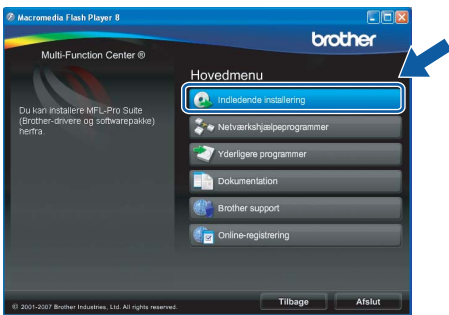 Macromedia Flash Player 8
brother
Multi-Function Center ®
Hovedmenu
Indledende installering
Du kan installere MFL-Pro Suite
(Brother-drivere og softwarepakke)
herfra.
Netværkshjælpeprogrammer
Yderligere programmer
Dokumentation
Brother support
Online-registrering
© 2001-2007 Brother Industries, Ltd. All rights reserved.
Tilbage
Afslut